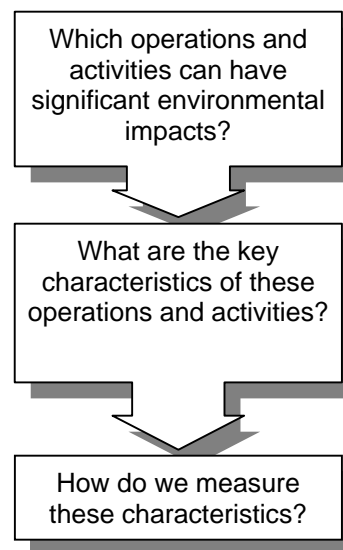 Which operations and
activities can have
significant environmental
impacts?
What are the key
characteristics of these
operations and activities?
How do we measure
these characteristics?